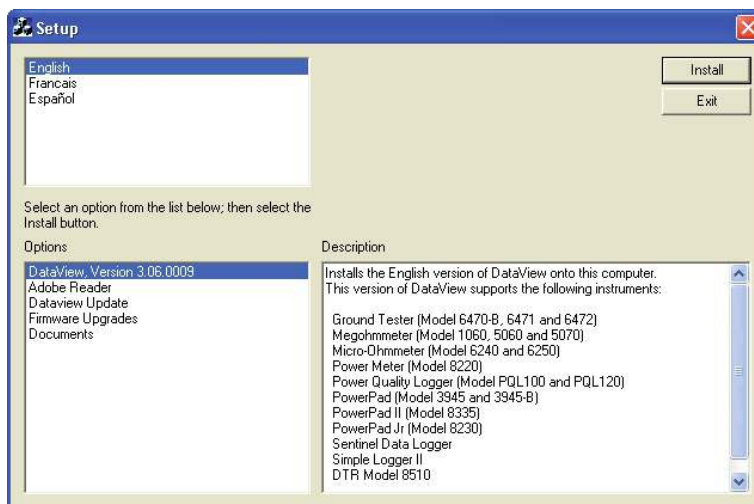 Setup
English
Francais
Español
Install
Exit
Select an option from the list below; then select the
Install button.
Options
DataView, Version 3.06.0009
Adobe Reader
Dataview Update
Firmware Upgrades
Documents
Description
Installs the English version of DataView onto this computer.
This version of DataView supports the following instruments:
Ground Tester (Model 6470-B, 6471 and 6472)
Megohmmeter (Model 1060, 5060 and 5070)
Micro-Ohmmeter (Model 6240 and 6250)
Power Meter (Model 8220)
Power Quality Logger (Model PQL100 and PQL120)
PowerPad (Model 3945 and 3945-B)
PowerPad II (Model 8335)
PowerPad Jr (Model 8230)
Sentinel Data Logger
Simple Logger II
DTR Model 8510